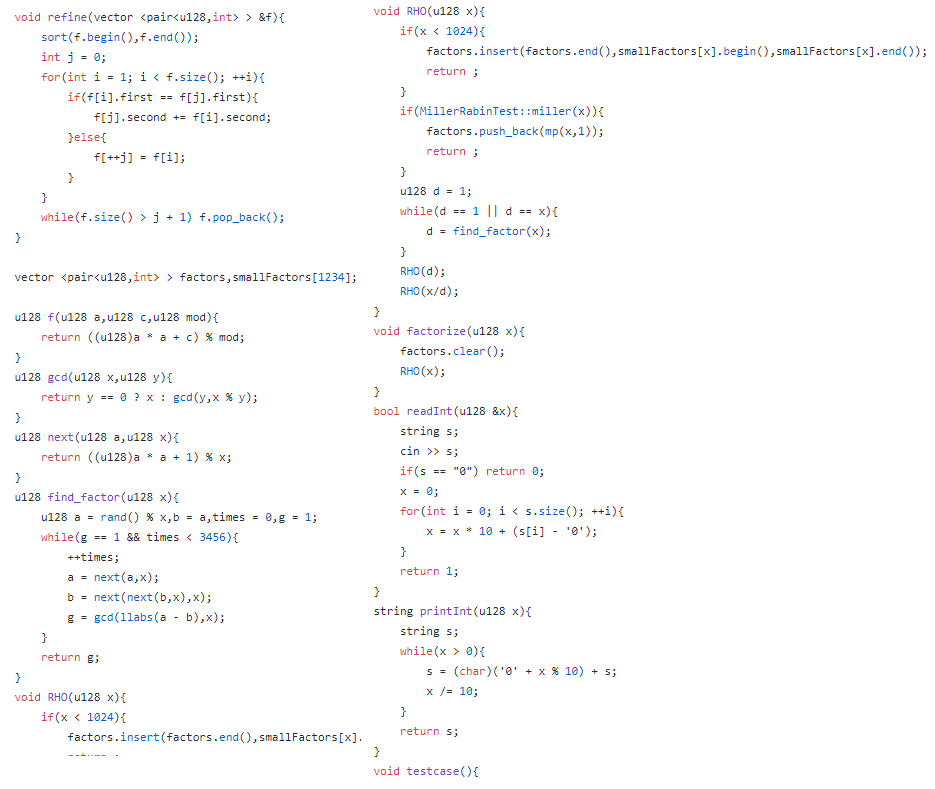 void refine(vector <pair<u128,int> > &f){
    sort(f.begin(),f.end());
    int j = 0;
    for(int i = 1; i < f.size(); ++i){
        if(f[i].first == f[j].first){
            f[j].second += f[i].second;
        }else{
            f[++j] = f[i];
        }
    }
    while(f.size() > j + 1) f.pop_back();
}

vector <pair<u128,int> > factors,smallFactors[1234];

u128 f(u128 a,u128 c,u128 mod){
    return ((u128)a * a + c) % mod;
}
u128 gcd(u128 x,u128 y){
    return y == 0 ? x : gcd(y,x % y);
}
u128 next(u128 a,u128 x){
    return ((u128)a * a + 1) % x;
}
u128 find_factor(u128 x){
    u128 a = rand() % x,b = a,times = 0,g = 1;
    while(g == 1 && times < 3456){
        ++times;
        a = next(a,x);
        b = next(next(b,x),x);
        g = gcd(llabs(a - b),x);
    }
    return g;
}
void RHO(u128 x){
    if(x < 1024){
        factors.insert(factors.end(),smallFactors[x].
void RHO(u128 x){
    if(x < 1024){
        factors.insert(factors.end(),smallFactors[x].begin(),smallFactors[x].end());
        return ;
    }
    if(MillerRabinTest::miller(x)){
        factors.push_back(mp(x,1));
        return ;
    }
    u128 d = 1;
    while(d == 1 || d == x){
        d = find_factor(x);
    }
    RHO(d);
    RHO(x/d);
}
void factorize(u128 x){
    factors.clear();
    RHO(x);
}
bool readInt(u128 &x){
    string s;
    cin >> s;
    if(s == "0") return 0;
    x = 0;
    for(int i = 0; i < s.size(); ++i){
        x = x * 10 + (s[i] - '0');
    }
    return 1;
}
string printInt(u128 x){
    string s;
    while(x > 0){
        s = (char)('0' + x % 10) + s;
        x /= 10;
    }
    return s;
}
void testcase(){